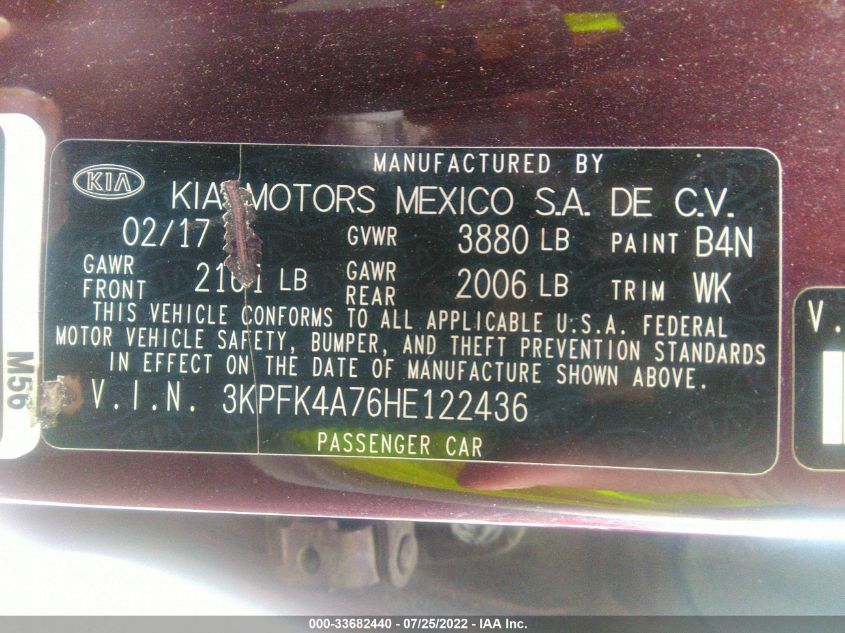 MANUFACTURED BY
KIA KIA MOTORS MEXICO S.A. DE C.V.
02/17 GVWR 3880 LB PAINT B4N
GAWR FRONT LB GAWR REAR 2006 LB TRIM WK
THIS VEHICLE CONFORMS TO ALL APPLICABLE U.S.A. FEDERAL
MOTOR VEHICLE SAFETY, BUMPER, AND THEFT PREVENTION STANDARDS
IN EFFECT ON THE DATE OF MANUFACTURE SHOWN ABOVE.
V.I.N. 3KPFK4A76HE122436
PASSENGER CAR
M56
V.
000-33682440 - 07/25/2022 - IAA Inc.